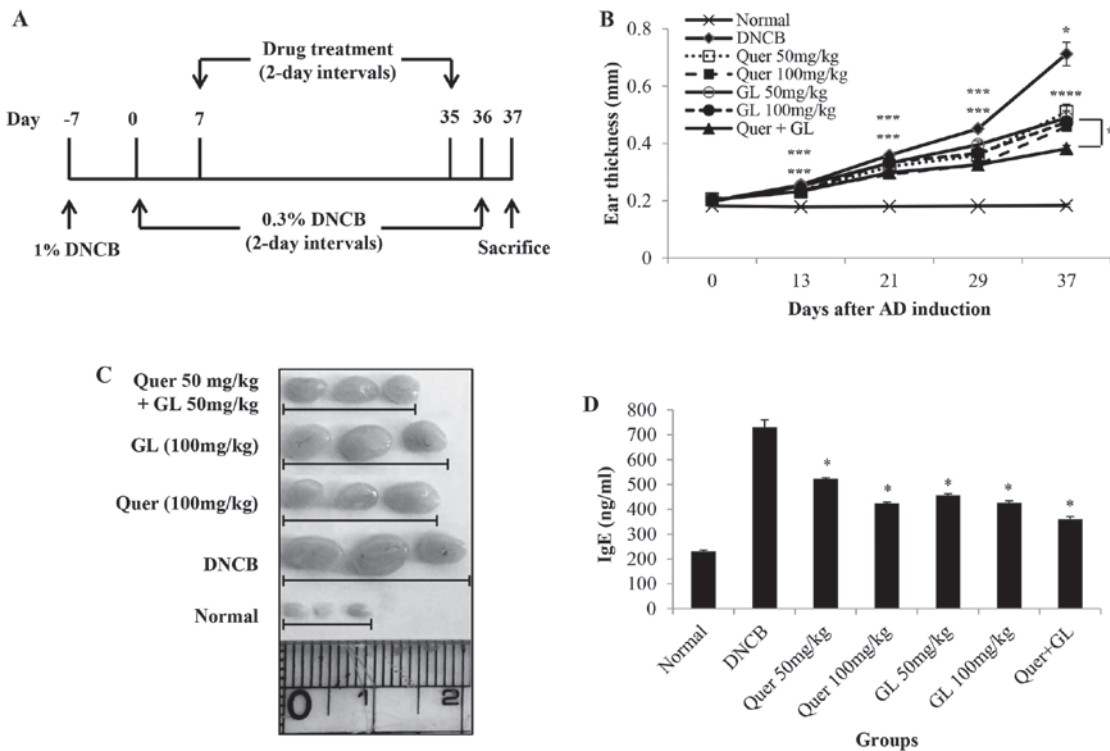 A
Drug treatment
(2-day intervals)
Day -7 0 7 35 36 37
0.3% DNCB
(2-day intervals)
1% DNCB
Sacrifice
B
Normal
DNCB
Quer 50mg/kg
Quer 100mg/kg
GL 50mg/kg
GL 100mg/kg
Quer + GL
Ear thickness (mm)
0.8
0.6
0.4
0.2
0
***
***
***
***
***
***
*
****
*
0 13 21 29 37
Days after AD induction
C
Quer 50 mg/kg
+ GL 50mg/kg
GL (100mg/kg)
Quer (100mg/kg)
DNCB
Normal
0 1 2
D
IgE (ng/ml)
800
700
600
500
400
300
200
100
0
* * * * *
Normal
DNCB
Quer 50mg/kg
Quer 100mg/kg
GL 50mg/kg
GL 100mg/kg
Quer+GL
Groups